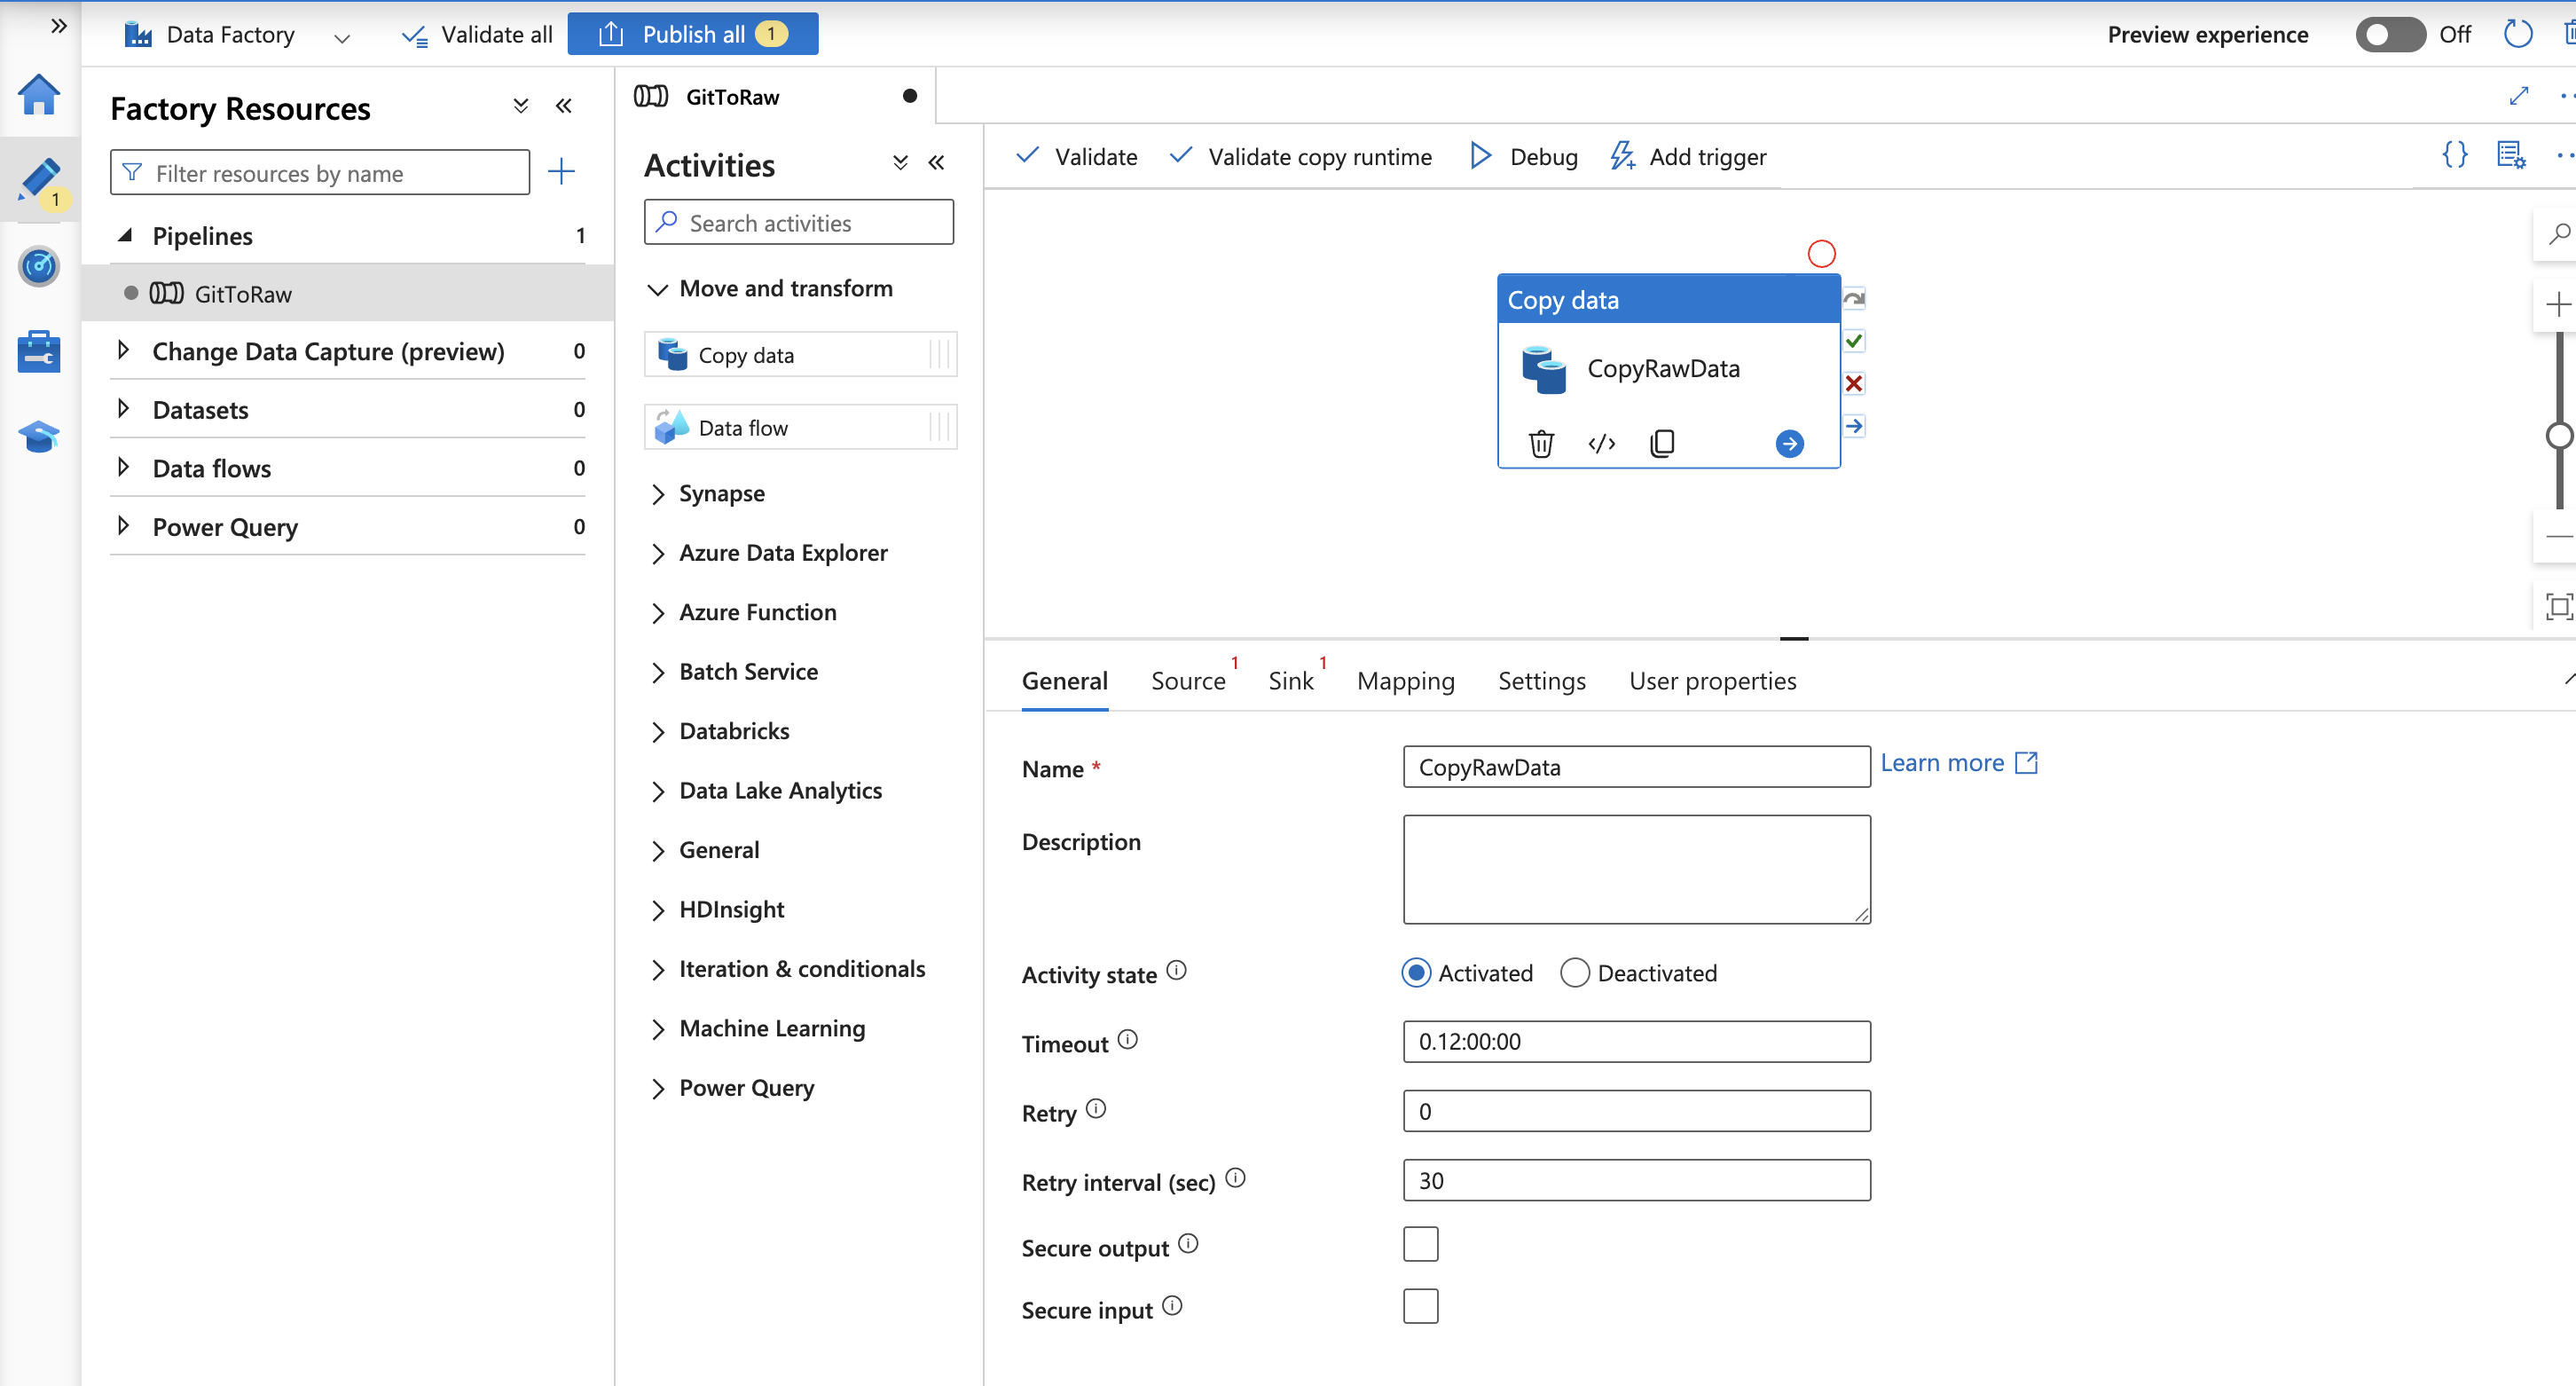 Data Factory
Validate all
Publish all 1
Preview experience
Off
1
Factory Resources
Filter resources by name
Pipelines 1
GitToRaw
Change Data Capture (preview) 0
Datasets 0
Data flows 0
Power Query 0
GitToRaw
Activities
Search activities
Move and transform
Copy data
Data flow
Synapse
Azure Data Explorer
Azure Function
Batch Service
Databricks
Data Lake Analytics
General
HDInsight
Iteration & conditionals
Machine Learning
Power Query
Validate
Validate copy runtime
Debug
Add trigger
{}
Copy data
CopyRawData
General
Source 1
Sink 1
Mapping
Settings
User properties
Name *
CopyRawData
Learn more
Description
Activity state
Activated
Deactivated
Timeout
0.12:00:00
Retry
0
Retry interval (sec)
30
Secure output
Secure input